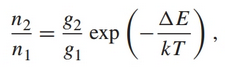 n₂/n₁ = g₂/g₁ exp (−ΔE/kT),